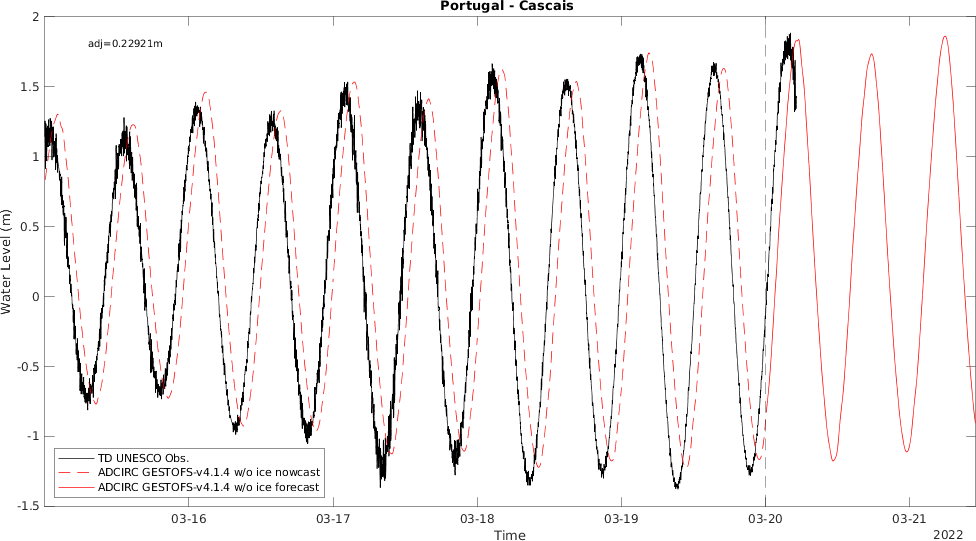 Portugal - Cascais
adj=0.22921m
2
1.5
1
0.5
0
-0.5
-1
-1.5
Water Level (m)
TD UNESCO Obs.
ADCIRC GESTOFS-v4.1.4 w/o ice nowcast
ADCIRC GESTOFS-v4.1.4 w/o ice forecast
03-16 03-17 03-18 03-19 03-20 03-21
Time
2022